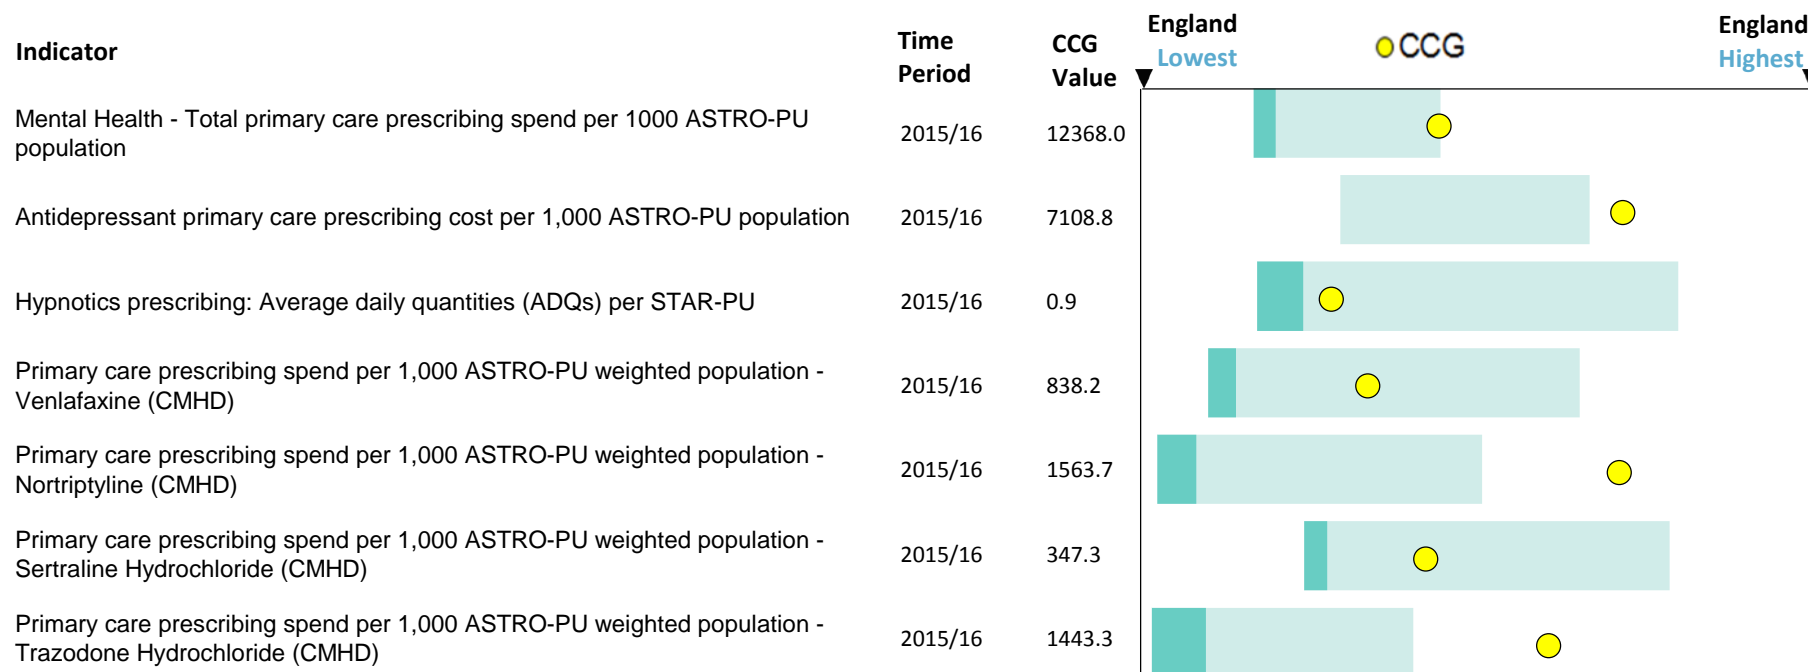 Indicator
Time
Period
CCG
Value
England
Lowest
CCG
England
Highest
Mental Health - Total primary care prescribing spend per 1000 ASTRO-PU
population
2015/16
12368.0
Antidepressant primary care prescribing cost per 1,000 ASTRO-PU population
2015/16
7108.8
Hypnotics prescribing: Average daily quantities (ADQs) per STAR-PU
2015/16
0.9
Primary care prescribing spend per 1,000 ASTRO-PU weighted population -
Venlafaxine (CMHD)
2015/16
838.2
Primary care prescribing spend per 1,000 ASTRO-PU weighted population -
Nortriptyline (CMHD)
2015/16
1563.7
Primary care prescribing spend per 1,000 ASTRO-PU weighted population -
Sertraline Hydrochloride (CMHD)
2015/16
347.3
Primary care prescribing spend per 1,000 ASTRO-PU weighted population -
Trazodone Hydrochloride (CMHD)
2015/16
1443.3